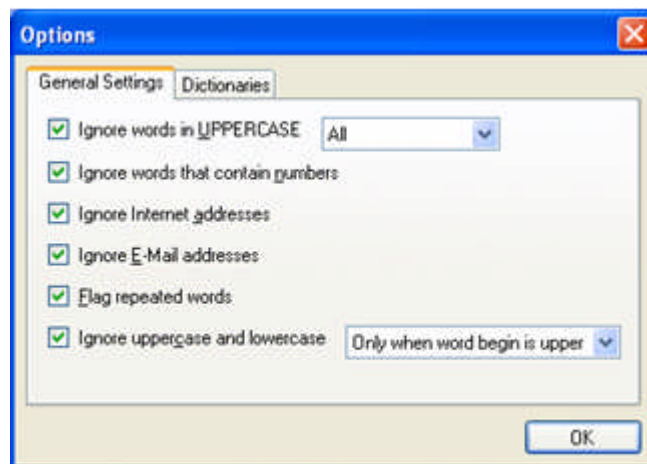 Options
General Settings Dictionaries
Ignore words in UPPERCASE All
Ignore words that contain numbers
Ignore Internet addresses
Ignore E-Mail addresses
Flag repeated words
Ignore uppercase and lowercase Only when word begin is upper
OK